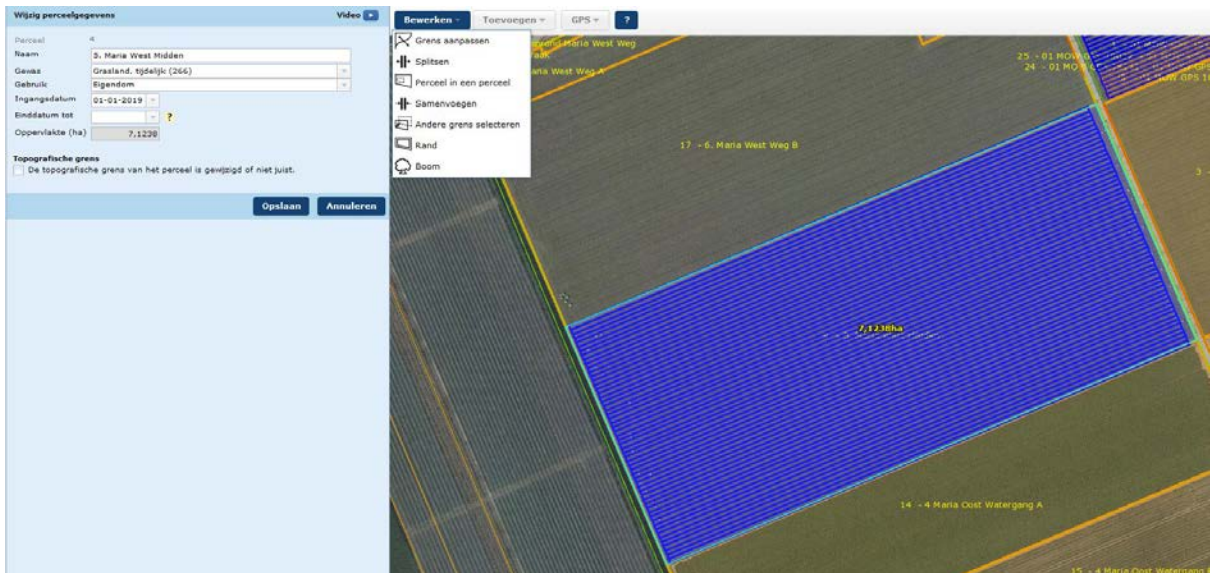 Wijzig perceelgegevens
Video
Perceel 4
Naam 5. Maria West Midden
Gewas Grasland, tijdelijk (266)
Gebruik Eigendom
Ingangsdatum 01-01-2019
Einddatum tot ?
Oppervlakte (ha) 7,1238
Topografische grens
De topografische grens van het perceel is gewijzigd of niet juist.
Opslaan Annuleren
Bewerken Toevoegen GPS ?
Grens aanpassen
Splitsen
Perceel in een perceel
Samenvoegen
Andere grens selecteren
Rand
Boom
Maria West Weg
West Weg A
25 - 01 MOW
24 - 01 MO
17 - 6. Maria West Weg B
3 -
7,1238ha
14 - 4 Maria Oost Watergang A
15 - 4 Maria Oost Watergang